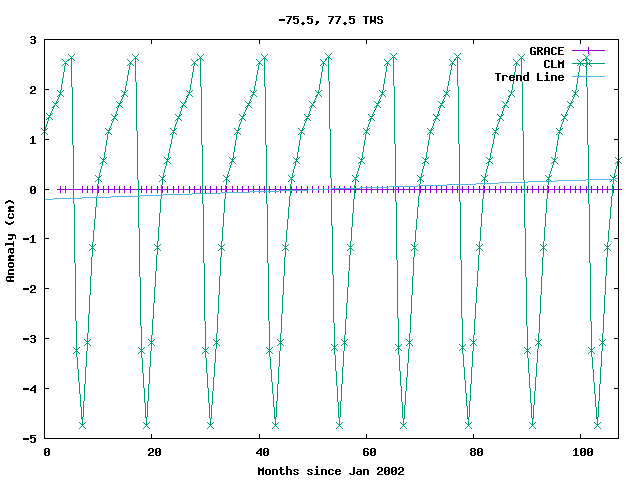 -75.5, 77.5 TWS
GRACE
CLM
Trend Line
3
2
1
0
-1
-2
-3
-4
-5
Anomaly (cm)
0 20 40 60 80 100
Months since Jan 2002